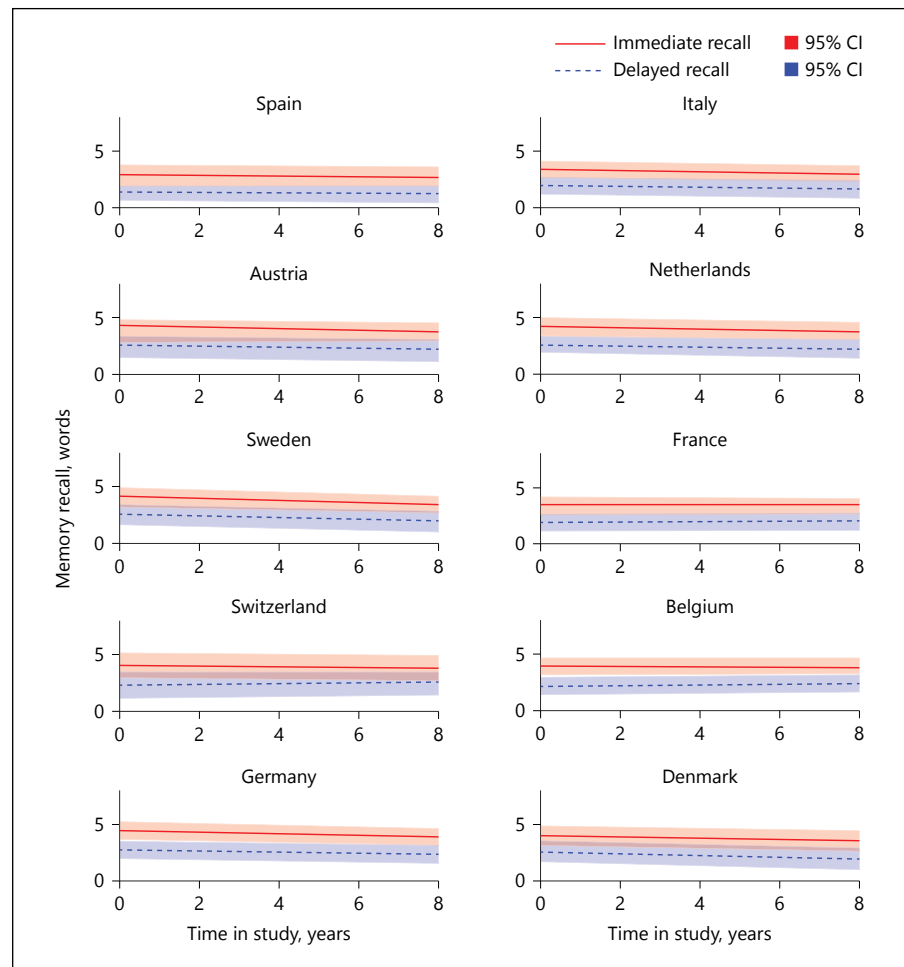 Immediate recall 95% CI
Delayed recall 95% CI
Spain Italy
5 5
0 0
0 2 4 6 8 0 2 4 6 8
Austria Netherlands
5 5
0 0
0 2 4 6 8 0 2 4 6 8
Memory recall, words
Sweden France
5 5
0 0
0 2 4 6 8 0 2 4 6 8
Switzerland Belgium
5 5
0 0
0 2 4 6 8 0 2 4 6 8
Germany Denmark
5 5
0 0
0 2 4 6 8 0 2 4 6 8
Time in study, years Time in study, years